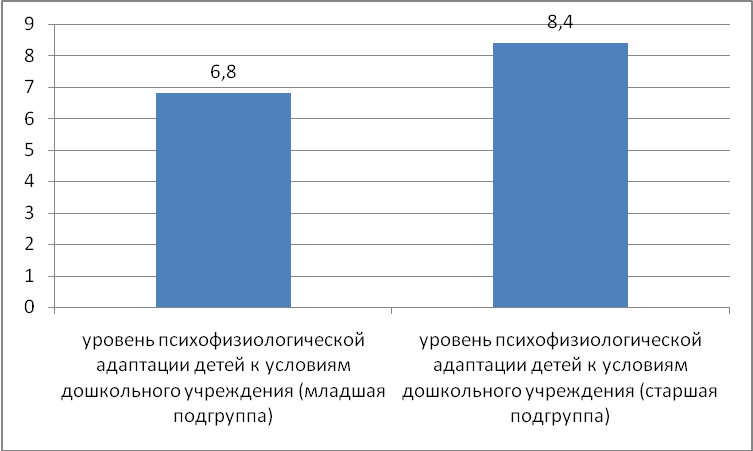 9
8
7
6
5
4
3
2
1
0
6,8
8,4
уровень психофизиологической
адаптации детей к условиям
дошкольного учреждения (младшая
подгруппа)
уровень психофизиологической
адаптации детей к условиям
дошкольного учреждения (старшая
подгруппа)